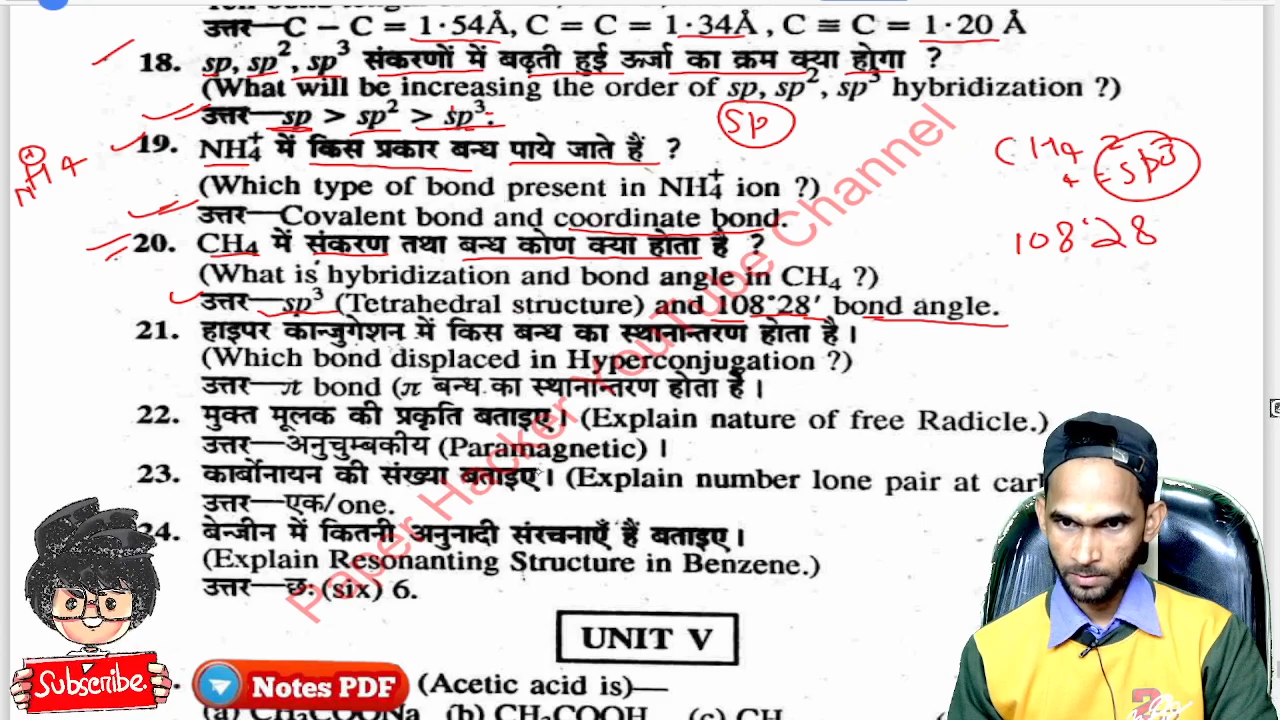 उत्तर—C – C = 1·54Å, C = C = 1·34Å, C ≡ C = 1·20 Å
18. sp, sp², sp³ संकरणों में बढ़ती हुई ऊर्जा का क्रम क्या होगा ?
(What will be increasing the order of sp, sp², sp³ hybridization ?)
उत्तर—sp > sp² > sp³.
sp
19. NH₄⁺ में किस प्रकार बन्ध पाये जाते हैं ?
(Which type of bond present in NH₄⁺ ion ?)
उत्तर—Covalent bond and coordinate bond.
20. CH₄ में संकरण तथा बन्ध कोण क्या होता है ?
(What is hybridization and bond angle in CH₄ ?)
उत्तर—sp³ (Tetrahedral structure) and 108°28′ bond angle.
108°28
21. हाइपर कान्जुगेशन में किस बन्ध का स्थानान्तरण होता है।
(Which bond displaced in Hyperconjugation ?)
उत्तर—π bond (π बन्ध का स्थानान्तरण होता है।
22. मुक्त मूलक की प्रकृति बताइए। (Explain nature of free Radicle.)
उत्तर—अनुचुम्बकीय (Paramagnetic) ।
23. कार्बोनायन की संख्या बताइए। (Explain number lone pair at
उत्तर—एक/one.
24. बेन्जीन में कितनी अनुनादी संरचनाएँ हैं बताइए।
(Explain Resonanting Structure in Benzene.)
उत्तर—छः (six) 6.
UNIT V
(Acetic acid is)—
(b) CH₃COOH (c)
Paper Hacker YouTube Channel
Subscribe.
Notes PDF